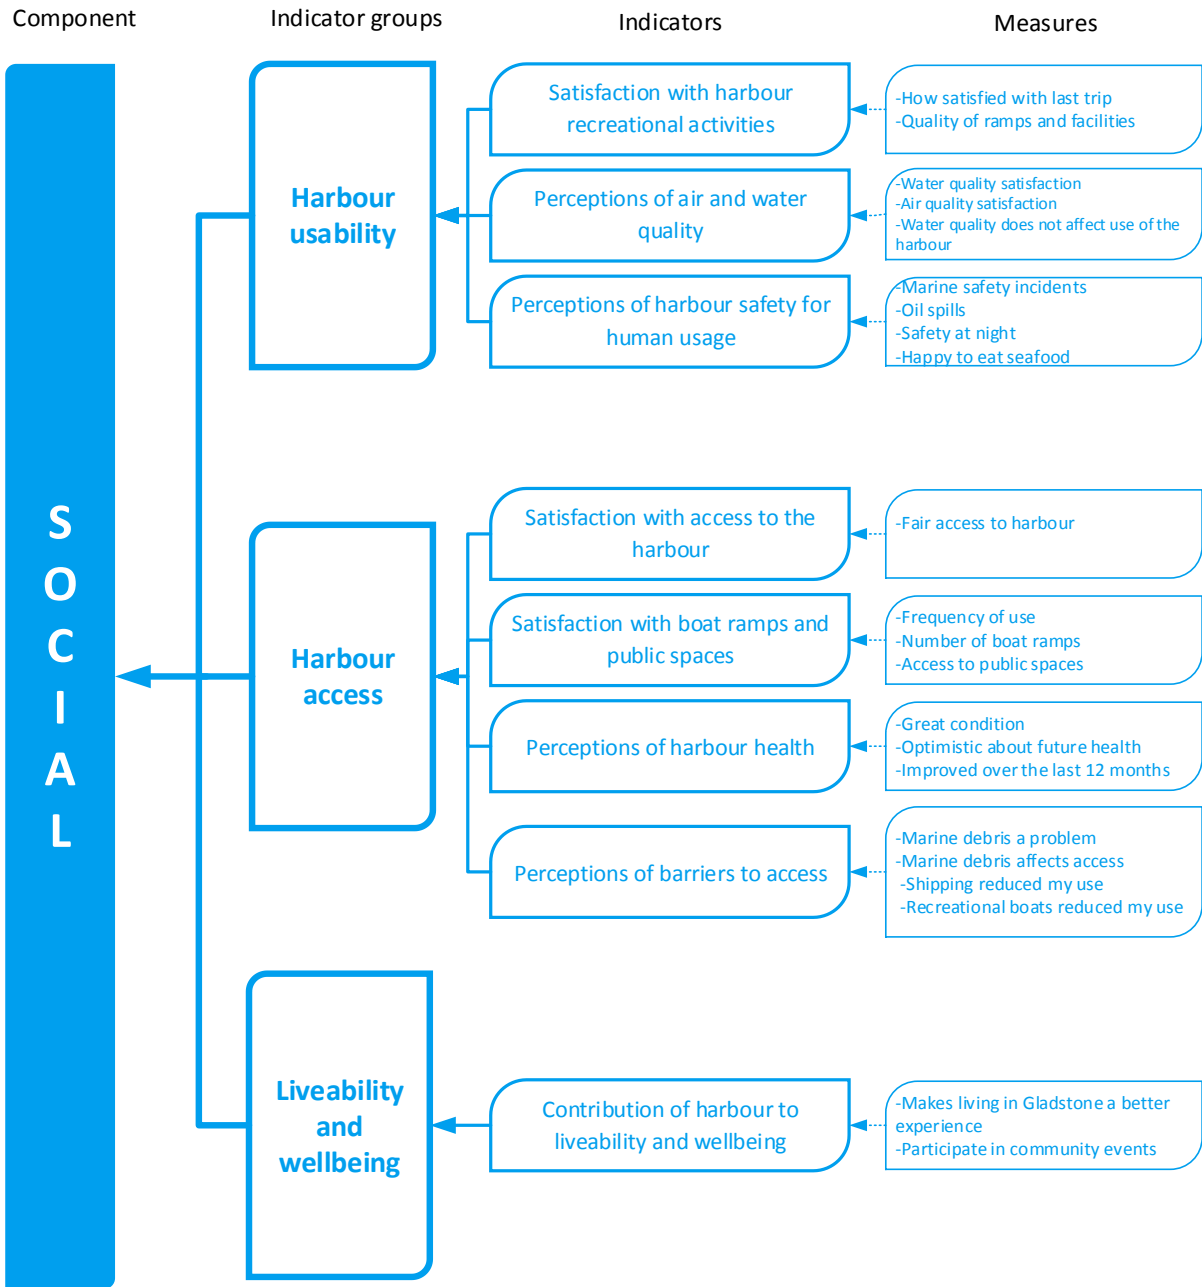 Component
Indicator groups
Indicators
Measures
S
O
C
I
A
L
Harbour
usability
Satisfaction with harbour
recreational activities
-How satisfied with last trip
-Quality of ramps and facilities
Perceptions of air and water
quality
-Water quality satisfaction
-Air quality satisfaction
-Water quality does not affect use of the
harbour
Perceptions of harbour safety for
human usage
-Marine safety incidents
-Oil spills
-Safety at night
-Happy to eat seafood
Harbour
access
Satisfaction with access to the
harbour
-Fair access to harbour
Satisfaction with boat ramps and
public spaces
-Frequency of use
-Number of boat ramps
-Access to public spaces
Perceptions of harbour health
-Great condition
-Optimistic about future health
-Improved over the last 12 months
Perceptions of barriers to access
-Marine debris a problem
-Marine debris affects access
-Shipping reduced my use
-Recreational boats reduced my use
Liveability
and
wellbeing
Contribution of harbour to
liveability and wellbeing
-Makes living in Gladstone a better
experience
-Participate in community events